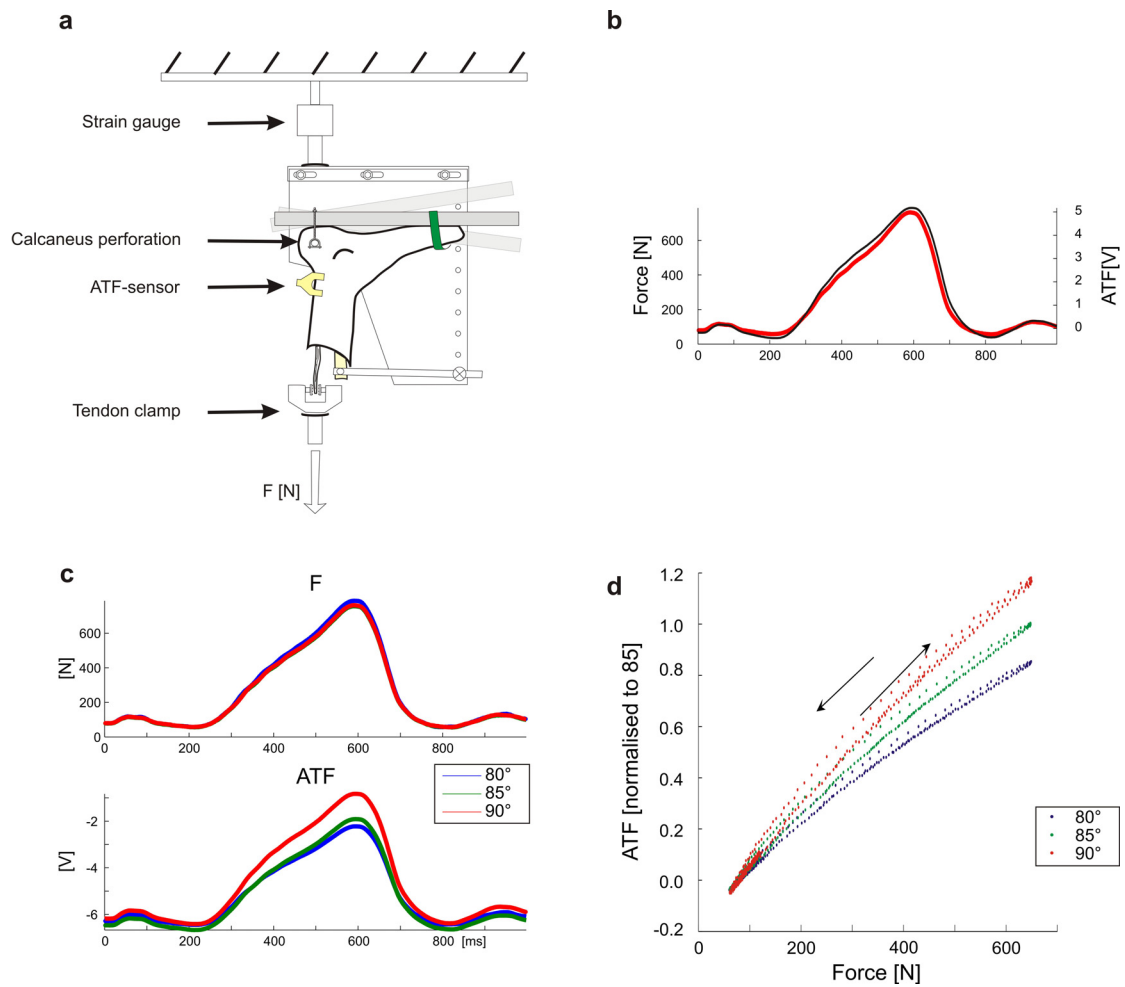 a
Strain gauge
Calcaneus perforation
ATF-sensor
Tendon clamp
F [N]
b
Force [N]
600
400
200
0
0 200 400 600 800
ATF[V]
5
4
3
2
1
0
c
F
[N]
600
400
200
0
0 200 400 600 800
ATF
80°
85°
90°
[V]
-2
-4
-6
0 200 400 600 800 [ms]
d
ATF [normalised to 85]
1.2
1.0
0.8
0.6
0.4
0.2
0.0
-0.2
0 200 400 600
Force [N]
80°
85°
90°